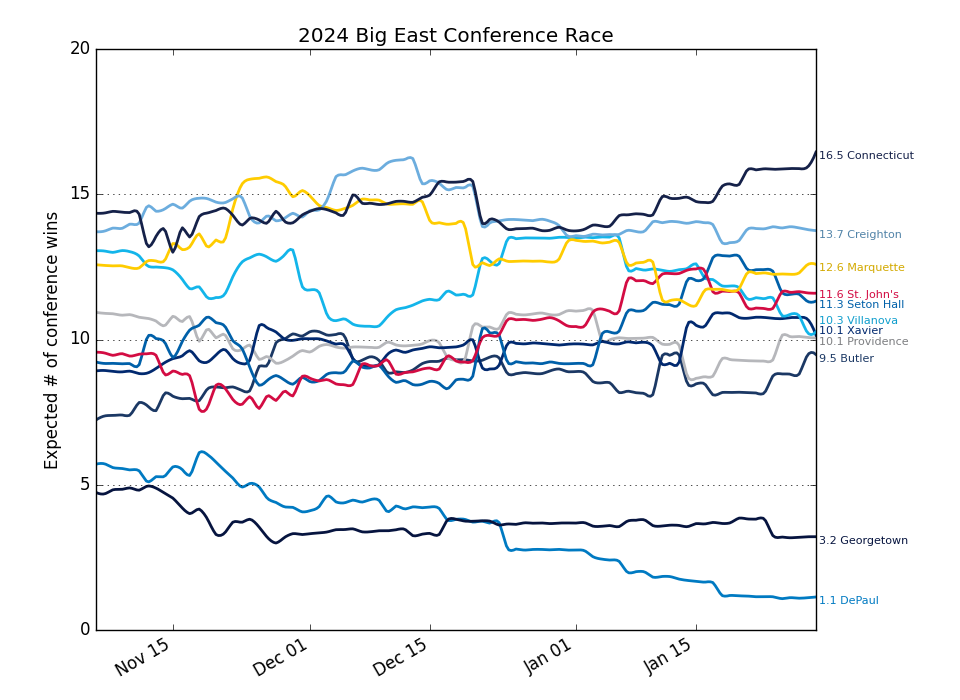 2024 Big East Conference Race
Expected # of conference wins
20
15
10
5
0
Nov 15
Dec 01
Dec 15
Jan 01
Jan 15
16.5 Connecticut
13.7 Creighton
12.6 Marquette
11.6 St. John's
11.3 Seton Hall
10.3 Villanova
10.1 Xavier
10.1 Providence
9.5 Butler
3.2 Georgetown
1.1 DePaul